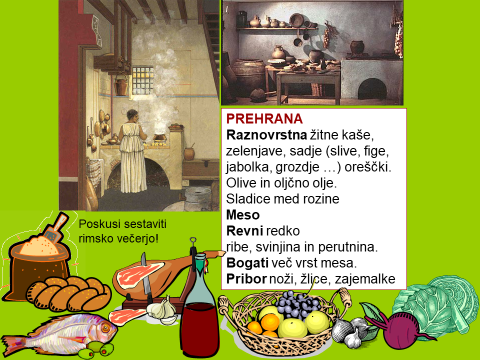 PREHRANA
Raznovrstna žitne kaše,
zelenjave, sadje (slive, fige,
jabolka, grozdje …) oreščki.
Olive in oljčno olje.
Sladice med rozine
Meso
Revni redko
ribe, svinjina in perutnina.
Bogati več vrst mesa.
Pribor noži, žlice, zajemalke
Poskusi sestaviti
rimsko večerjo!